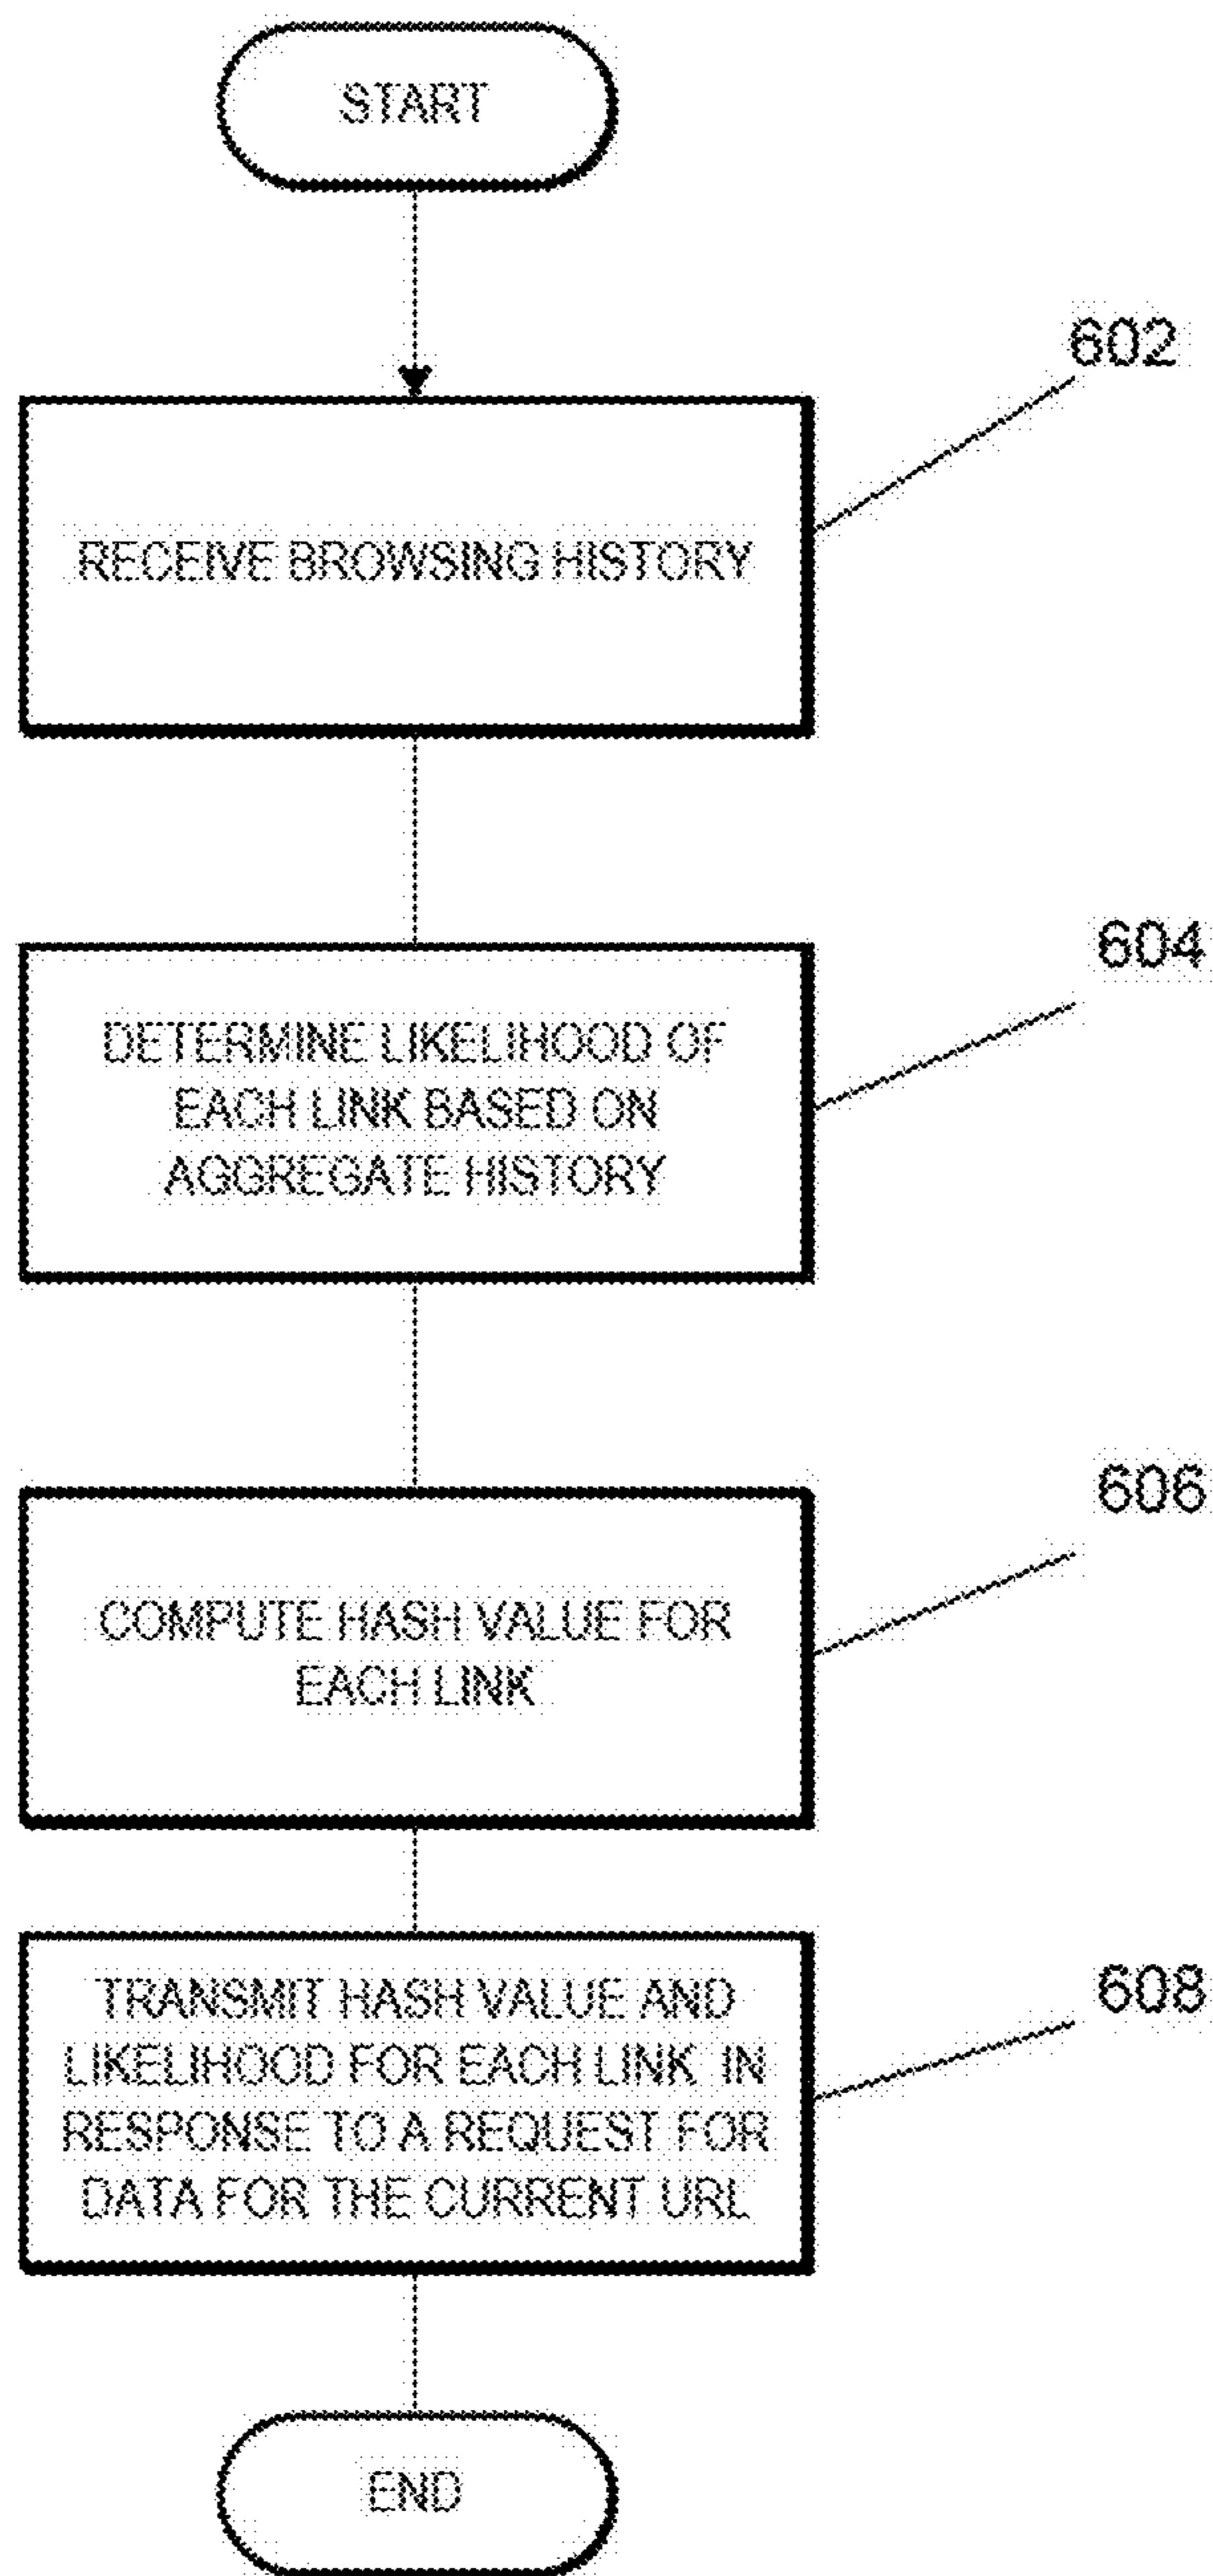 START
602
RECEIVE BROWSING HISTORY
604
DETERMINE LIKELIHOOD OF
EACH LINK BASED ON
AGGREGATE HISTORY
606
COMPUTE HASH VALUE FOR
EACH LINK
608
TRANSMIT HASH VALUE AND
LIKELIHOOD FOR EACH LINK IN
RESPONSE TO A REQUEST FOR
DATA FOR THE CURRENT URL
END